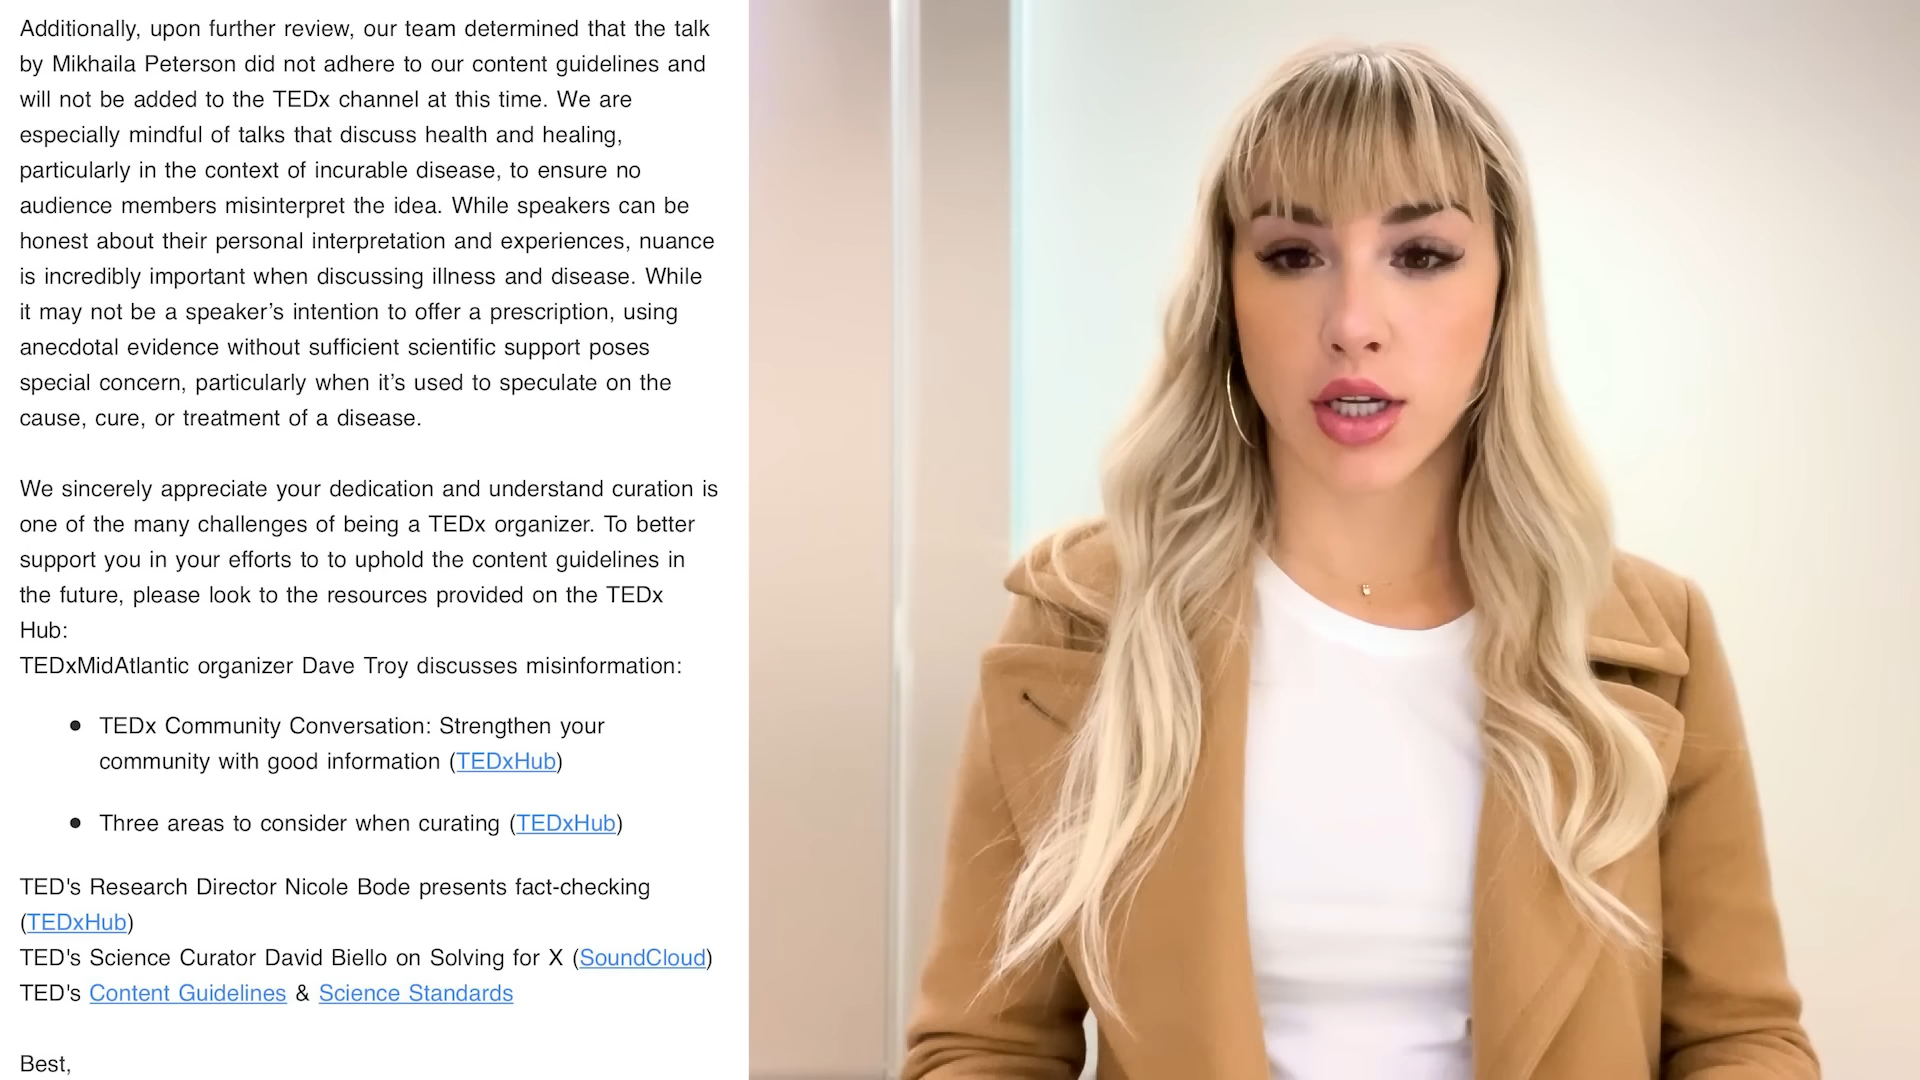 Additionally, upon further review, our team determined that the talk
by Mikhaila Peterson did not adhere to our content guidelines and
will not be added to the TEDx channel at this time. We are
especially mindful of talks that discuss health and healing,
particularly in the context of incurable disease, to ensure no
audience members misinterpret the idea. While speakers can be
honest about their personal interpretation and experiences, nuance
is incredibly important when discussing illness and disease. While
it may not be a speaker’s intention to offer a prescription, using
anecdotal evidence without sufficient scientific support poses
special concern, particularly when it’s used to speculate on the
cause, cure, or treatment of a disease.
We sincerely appreciate your dedication and understand curation is
one of the many challenges of being a TEDx organizer. To better
support you in your efforts to to uphold the content guidelines in
the future, please look to the resources provided on the TEDx
Hub:
TEDxMidAtlantic organizer Dave Troy discusses misinformation:
● TEDx Community Conversation: Strengthen your
community with good information (TEDxHub)
● Three areas to consider when curating (TEDxHub)
TED's Research Director Nicole Bode presents fact-checking
(TEDxHub)
TED's Science Curator David Biello on Solving for X (SoundCloud)
TED's Content Guidelines & Science Standards
Best,